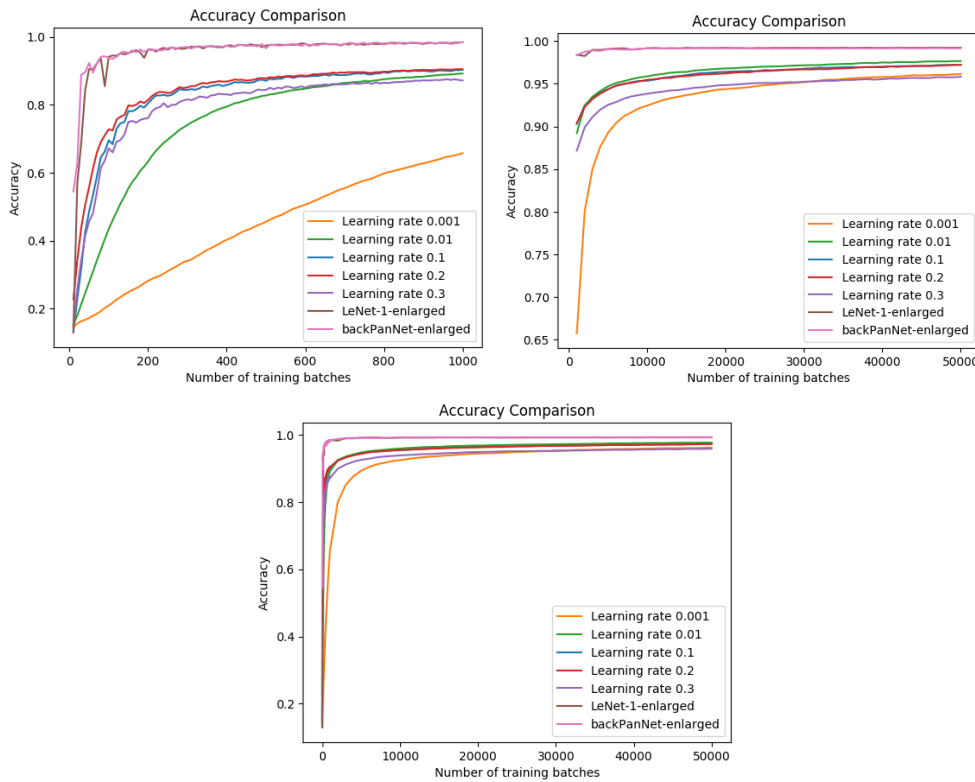 Accuracy Comparison
1.0
0.8
0.6
0.4
0.2
Accuracy
0
200
400
600
800
1000
Number of training batches
Learning rate 0.001
Learning rate 0.01
Learning rate 0.1
Learning rate 0.2
Learning rate 0.3
LeNet-1-enlarged
backPanNet-enlarged
Accuracy Comparison
1.00
0.95
0.90
0.85
0.80
0.75
0.70
0.65
Accuracy
0
10000
20000
30000
40000
50000
Number of training batches
Learning rate 0.001
Learning rate 0.01
Learning rate 0.1
Learning rate 0.2
Learning rate 0.3
LeNet-1-enlarged
backPanNet-enlarged
Accuracy Comparison
1.0
0.8
0.6
0.4
0.2
Accuracy
0
10000
20000
30000
40000
50000
Number of training batches
Learning rate 0.001
Learning rate 0.01
Learning rate 0.1
Learning rate 0.2
Learning rate 0.3
LeNet-1-enlarged
backPanNet-enlarged